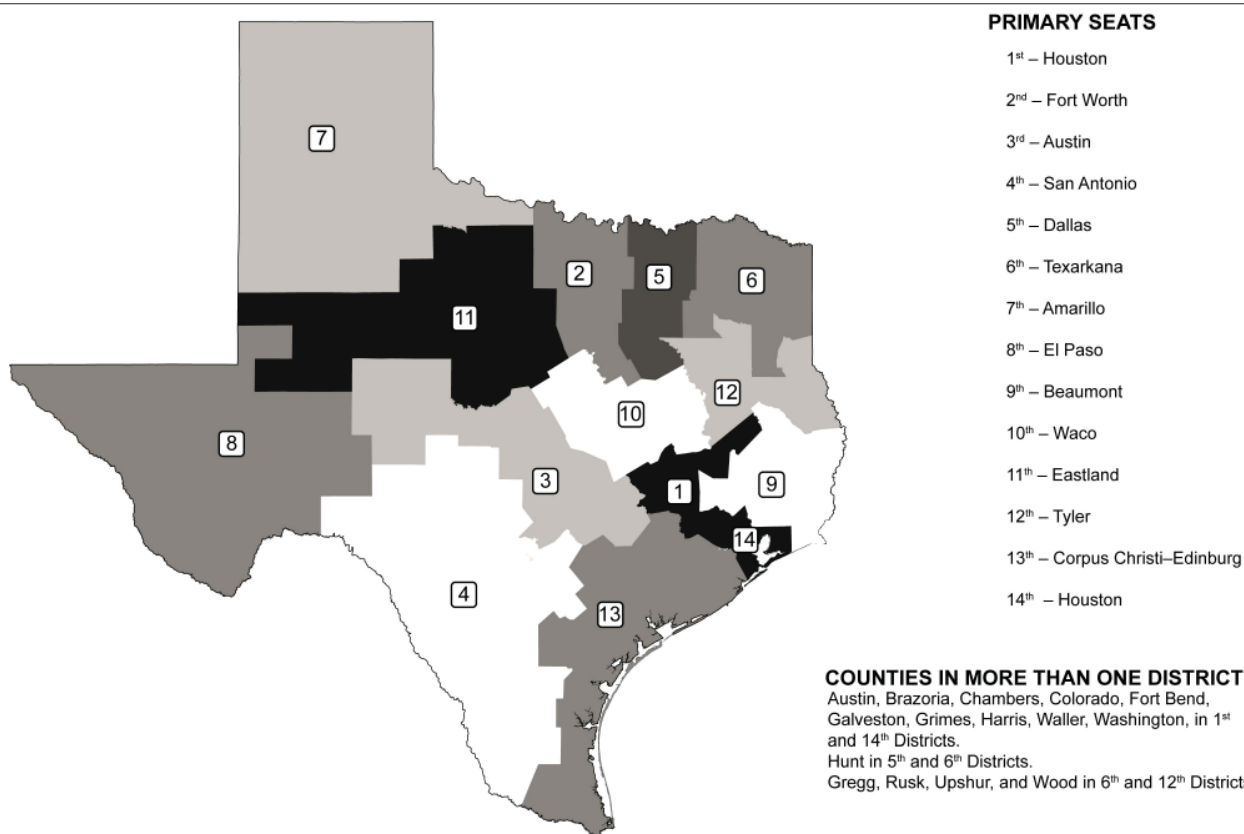 PRIMARY SEATS
1st – Houston
2nd – Fort Worth
3rd – Austin
4th – San Antonio
5th – Dallas
6th – Texarkana
7th – Amarillo
8th – El Paso
9th – Beaumont
10th – Waco
11th – Eastland
12th – Tyler
13th – Corpus Christi–Edinburg
14th – Houston
7
2
5
6
11
12
10
8
3
1
9
14
4
13
COUNTIES IN MORE THAN ONE DISTRICT
Austin, Brazoria, Chambers, Colorado, Fort Bend,
Galveston, Grimes, Harris, Waller, Washington, in 1st
and 14th Districts.
Hunt in 5th and 6th Districts.
Gregg, Rusk, Upshur, and Wood in 6th and 12th Districts